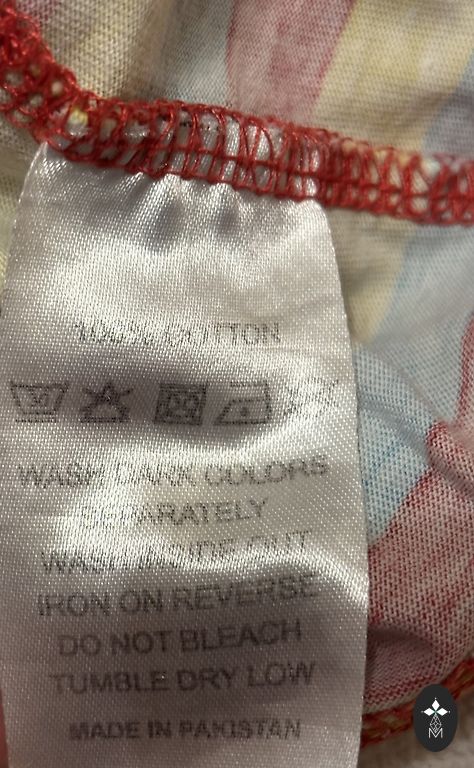 100% COTTON
30
WASH DARK COLORS
SEPARATELY
WASH INSIDE OUT
IRON ON REVERSE
DO NOT BLEACH
TUMBLE DRY LOW
MADE IN PAKISTAN
M